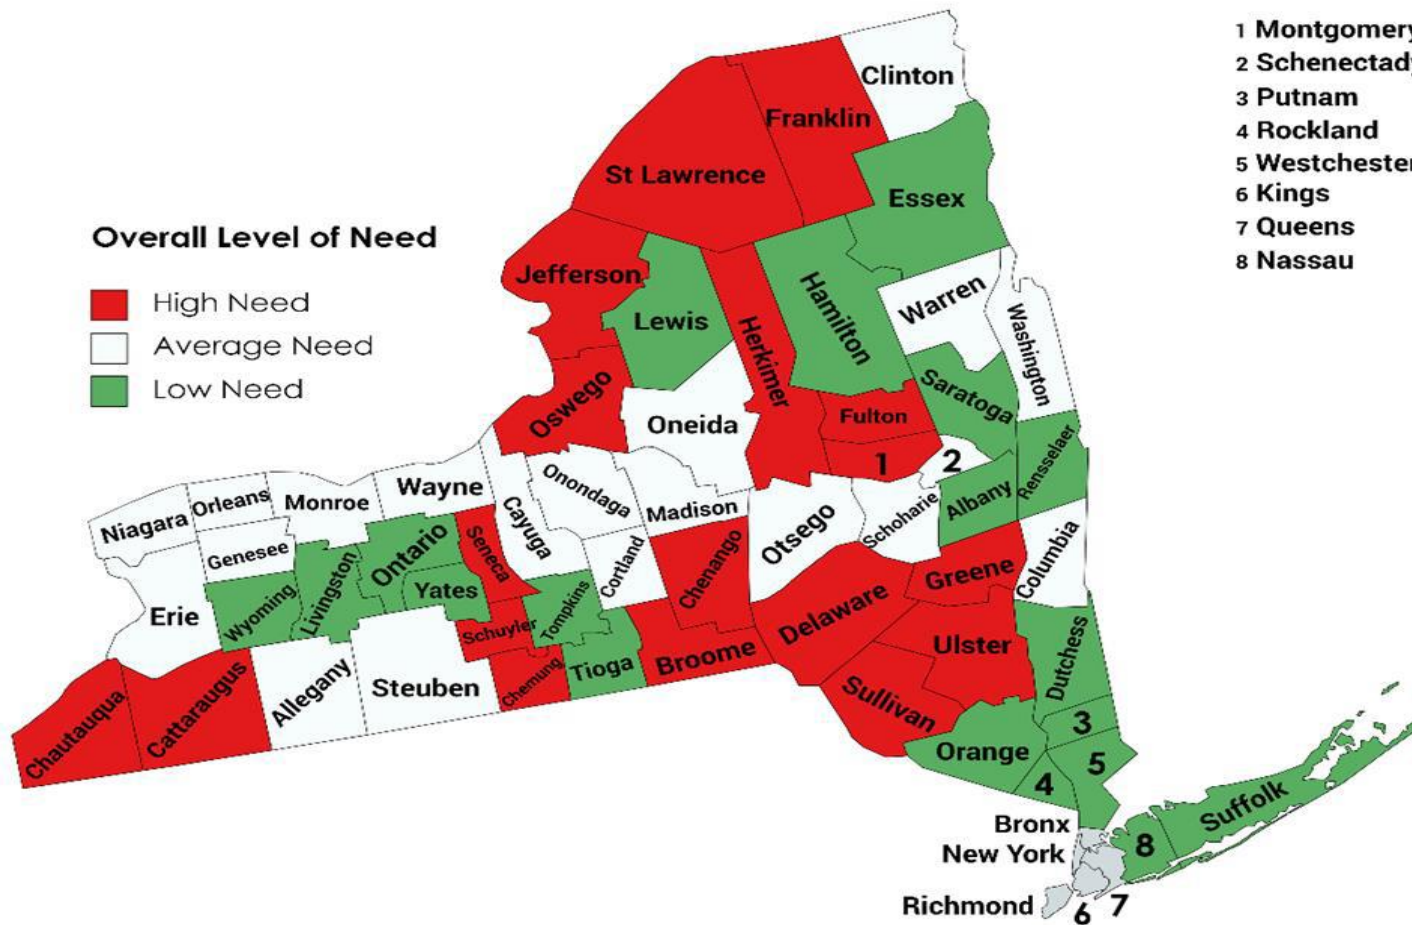 1 Montgomery
2 Schenectady
3 Putnam
4 Rockland
5 Westchester
6 Kings
7 Queens
8 Nassau
Overall Level of Need
High Need
Average Need
Low Need
Clinton
Franklin
St Lawrence
Essex
Jefferson
Lewis
Herkimer
Hamilton
Warren
Washington
Oswego
Oneida
Fulton
Saratoga
1
2
Rensselaer
Albany
Schoharie
Otsego
Madison
Onondaga
Cayuga
Wayne
Monroe
Orleans
Niagara
Genesee
Erie
Wyoming
Livingston
Ontario
Yates
Seneca
Cortland
Chenango
Tompkins
Schuyler
Chemung
Tioga
Broome
Delaware
Greene
Columbia
Ulster
Sullivan
Dutchess
Chautauqua
Cattaraugus
Allegany
Steuben
Orange
3
4
5
Bronx
New York
8
Suffolk
Richmond
6
7